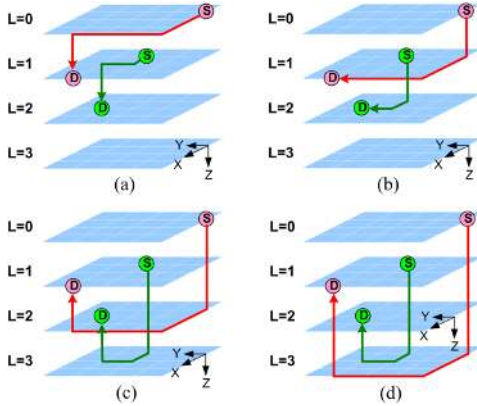 L=0 S
L=1 D S
L=2 D
L=3 Y X Z
(a)
L=0 S
L=1 D S
L=2 D
L=3 Y X Z
(b)
L=0 S
L=1 D S
L=2 D
L=3 Y X Z
(c)
L=0 S
L=1 D S
L=2 D Y X Z
L=3
(d)